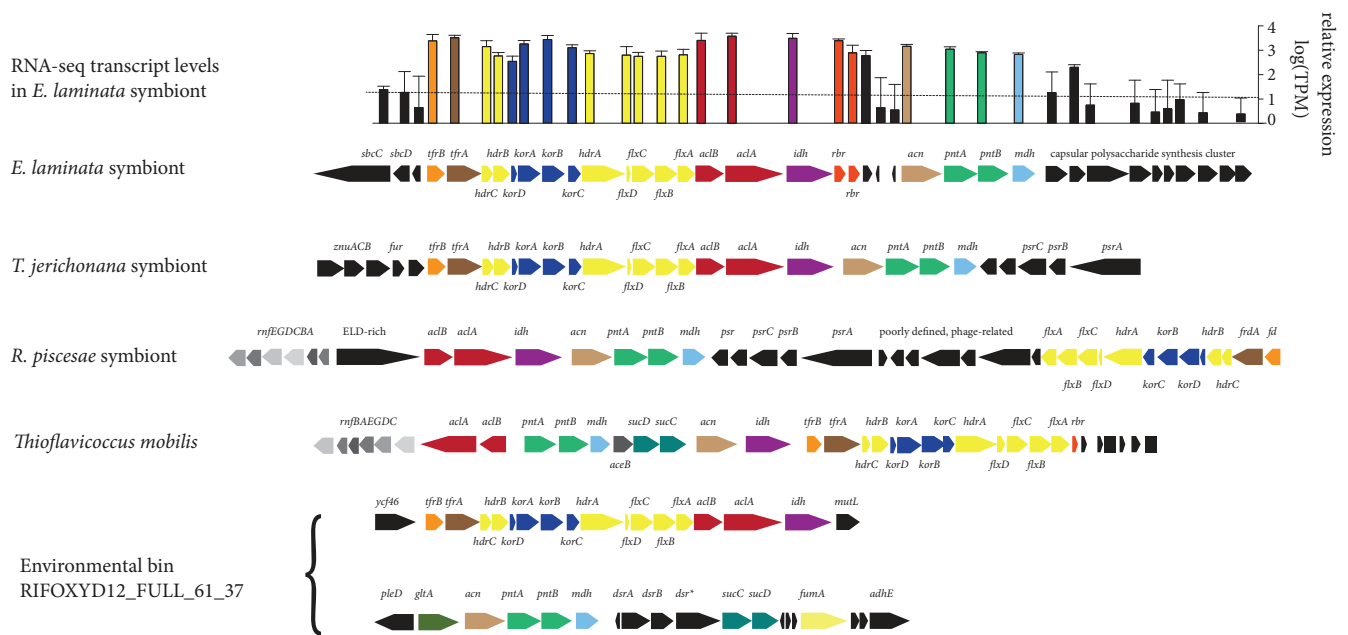 RNA-seq transcript levels
in E. laminata symbiont
4
3
2
1
0
relative expression
log(TPM)
E. laminata symbiont
sbcC sbcD tfrB tfrA hdrB korA korB hdrA flxC flxA aclB aclA idh rbr acn pntA pntB mdh capsular polysaccharide synthesis cluster
hdrC korD korC flxD flxB rbr
T. jerichonana symbiont
znuACB fur tfrB tfrA hdrB korA korB hdrA flxC flxA aclB aclA idh acn pntA pntB mdh psrC psrB psrA
hdrC korD korC flxD flxB
R. piscesae symbiont
rnfEGDCBA ELD-rich aclB aclA idh acn pntA pntB mdh psr psrC psrB psrA poorly defined, phage-related flxA flxC hdrA korB hdrB frdA fd
flxB flxD korC korD hdrC
Thioflavicoccus mobilis
rnfBAEGDC aclA aclB pntA pntB mdh sucD sucC acn idh tfrB tfrA hdrB korA korC hdrA flxC flxA rbr
aceB hdrC korD korB flxD flxB
ycf46 tfrB tfrA hdrB korA korB hdrA flxC flxA aclB aclA idh mutL
hdrC korD korC flxD flxB
Environmental bin
RIFOXYD12_FULL_61_37
pleD gltA acn pntA pntB mdh dsrA dsrB dsr* sucC sucD fumA adhE